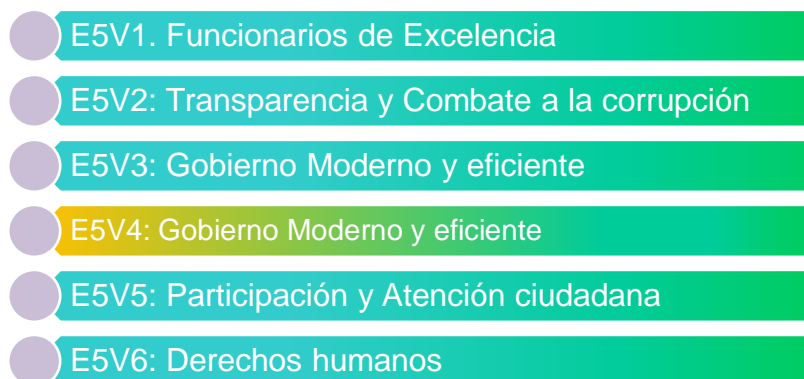 E5V1. Funcionarios de Excelencia
E5V2: Transparencia y Combate a la corrupción
E5V3: Gobierno Moderno y eficiente
E5V4: Gobierno Moderno y eficiente
E5V5: Participación y Atención ciudadana
E5V6: Derechos humanos